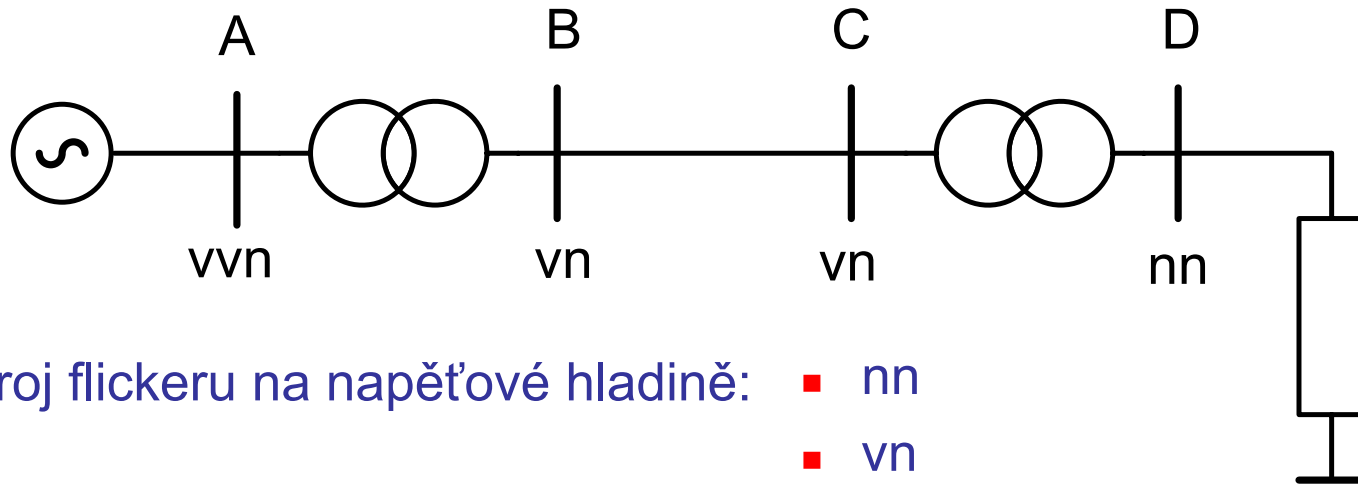 A B C D
vvn vn vn nn
roj flickeru na napěťové hladině: ▪ nn
▪ vn